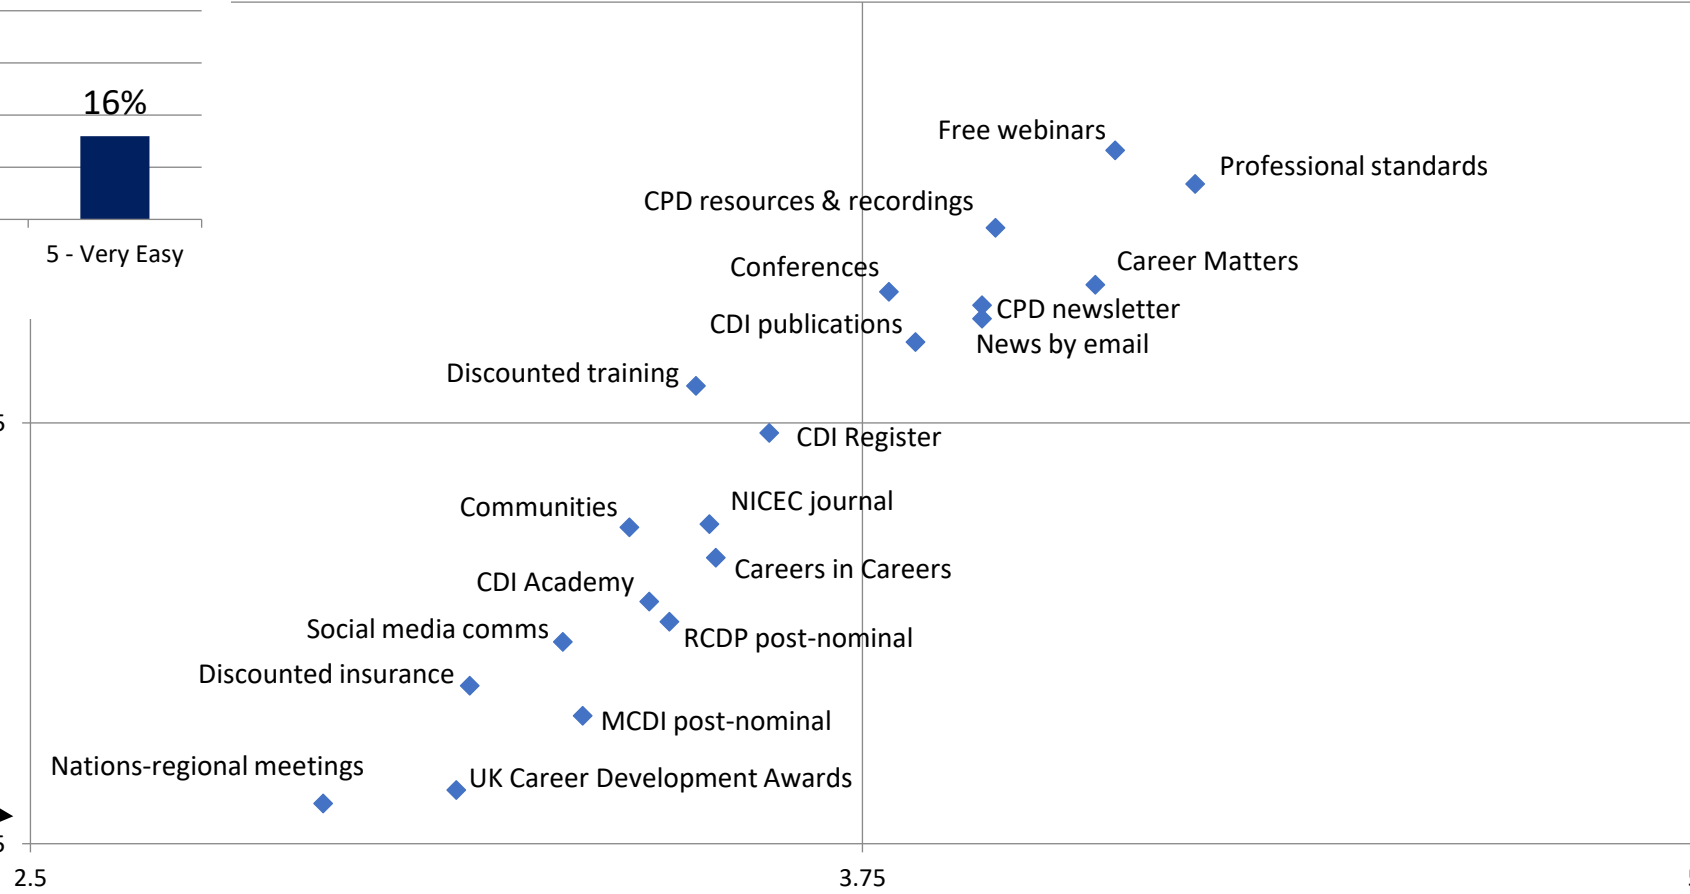 16%
5 - Very Easy
Free webinars
Professional standards
CPD resources & recordings
Career Matters
Conferences
CPD newsletter
CDI publications
News by email
Discounted training
CDI Register
NICEC journal
Communities
Careers in Careers
CDI Academy
Social media comms
RCDP post-nominal
Discounted insurance
MCDI post-nominal
Nations-regional meetings
UK Career Development Awards
2.5
3.75